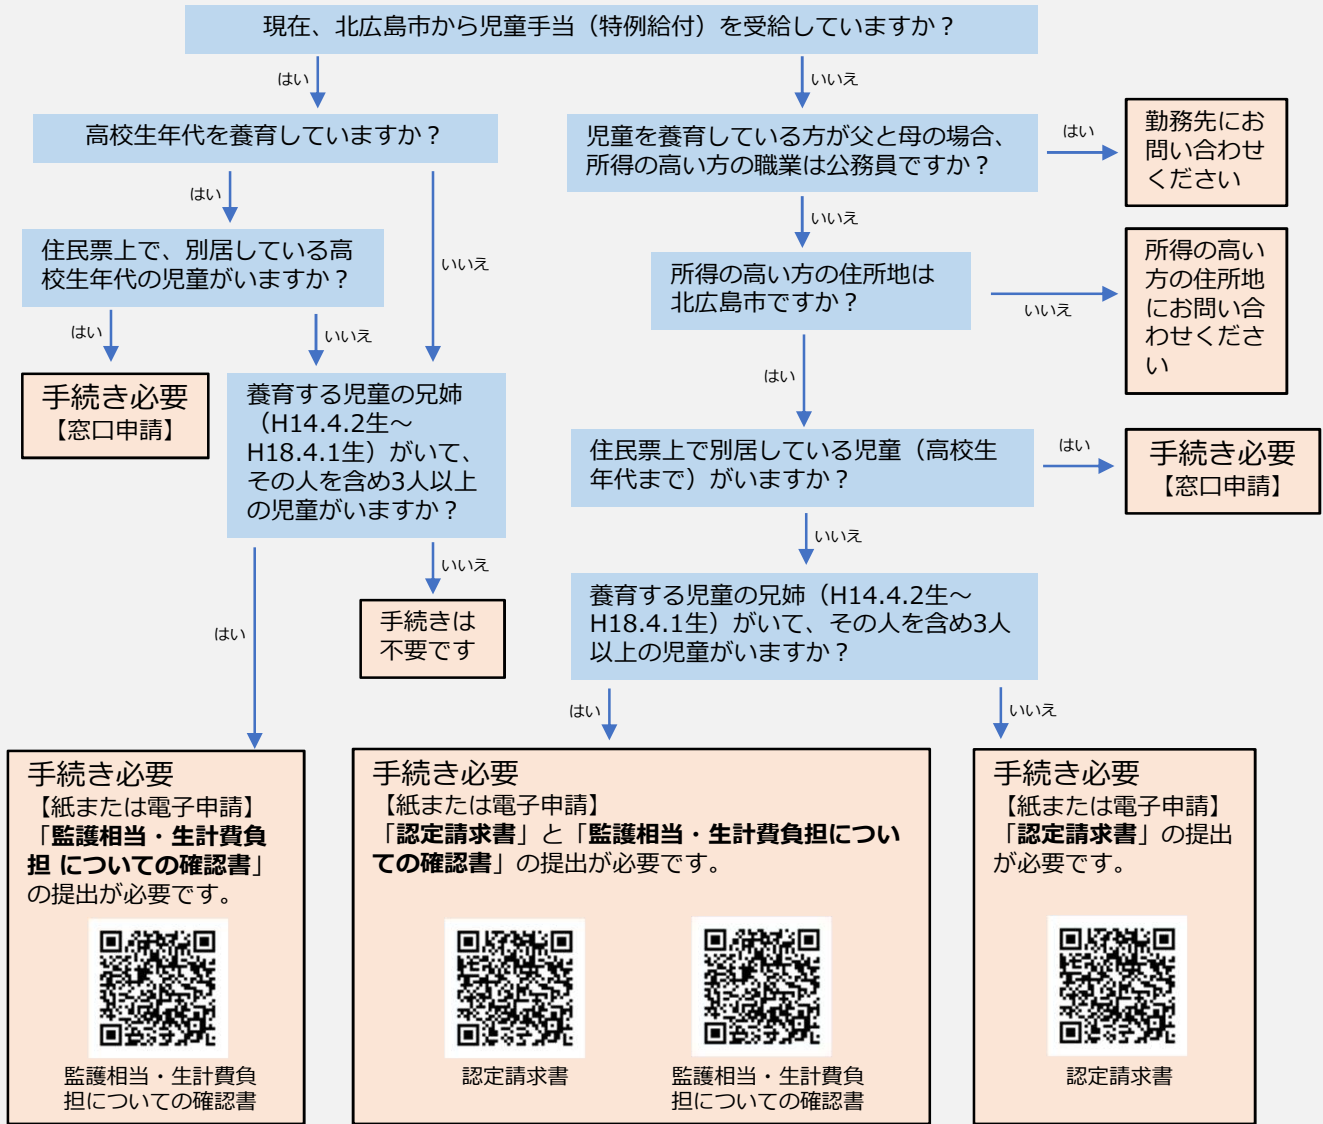 現在、北広島市から児童手当（特例給付）を受給していますか？
はい
いいえ
高校生年代を養育していますか？
児童を養育している方が父と母の場合、
所得の高い方の職業は公務員ですか？
はい
勤務先にお
問い合わせ
ください
はい
いいえ
いいえ
住民票上で、別居している高
校生年代の児童がいますか？
所得の高い方の住所地は
北広島市ですか？
いいえ
所得の高い
方の住所地
にお問い合
わせくださ
い
はい
いいえ
はい
手続き必要
【窓口申請】
養育する児童の兄姉
（H14.4.2生～
H18.4.1生）がいて、
その人を含め3人以上
の児童がいますか？
住民票上で別居している児童（高校生
年代まで）がいますか？
はい
手続き必要
【窓口申請】
はい
いいえ
いいえ
手続きは
不要です
養育する児童の兄姉（H14.4.2生～
H18.4.1生）がいて、その人を含め3人
以上の児童がいますか？
はい
いいえ
手続き必要
【紙または電子申請】
「監護相当・生計費負
担 についての確認書」
の提出が必要です。
監護相当・生計費負
担についての確認書
手続き必要
【紙または電子申請】
「認定請求書」と「監護相当・生計費負担につい
ての確認書」の提出が必要です。
認定請求書
監護相当・生計費負
担についての確認書
手続き必要
【紙または電子申請】
「認定請求書」の提出
が必要です。
認定請求書